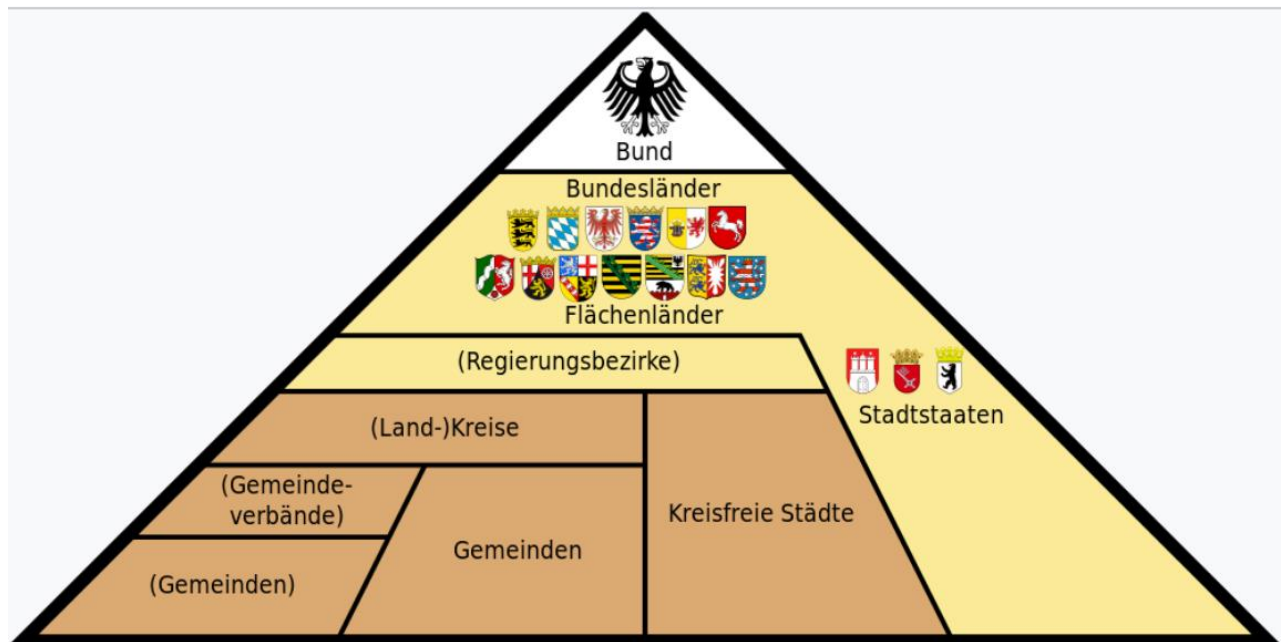 Bund
Bundesländer
Flächenländer
(Regierungsbezirke)
Stadtstaaten
(Land-)Kreise
(Gemeinde-
verbände)
Kreisfreie Städte
Gemeinden
(Gemeinden)